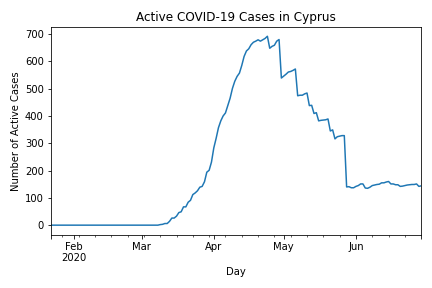 Active COVID-19 Cases in Cyprus
700
600
500
400
300
200
100
0
Number of Active Cases
Feb Mar Apr May Jun
2020
Day